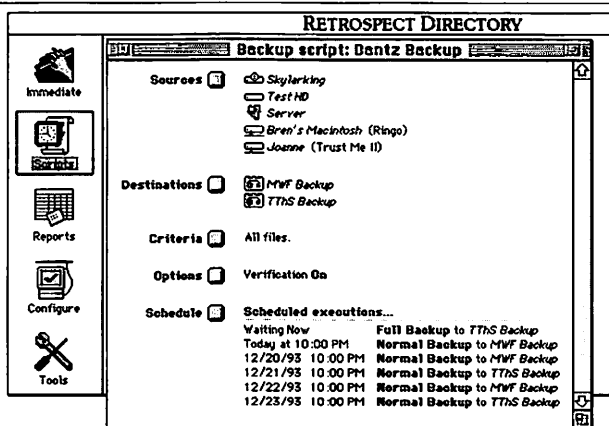 RETROSPECT DIRECTORY
Immediate
Scripts
Reports
Configure
Tools
Backup script: Dantz Backup
Sources
Skylarking
Test HD
Server
Bren's Macintosh (Ringo)
Joanne (Trust Me II)
Destinations
MWF Backup
TThS Backup
Criteria All files.
Options Verification On
Schedule Scheduled executions...
Waiting Now Full Backup to TThS Backup
Today at 10:00 PM Normal Backup to MWF Backup
12/20/93 10:00 PM Normal Backup to MWF Backup
12/21/93 10:00 PM Normal Backup to TThS Backup
12/22/93 10:00 PM Normal Backup to MWF Backup
12/23/93 10:00 PM Normal Backup to TThS Backup